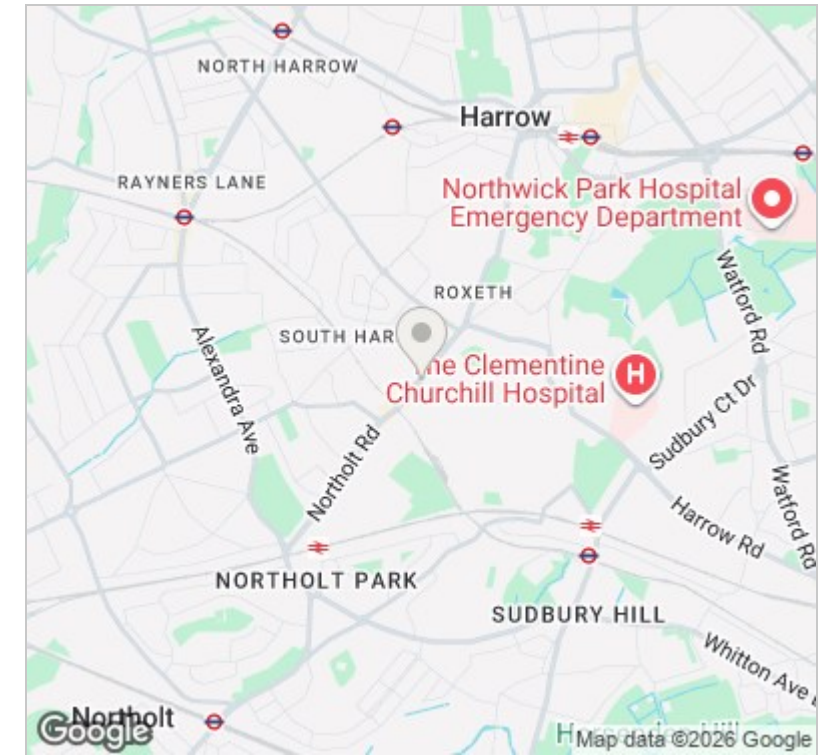 NORTH HARROW
Harrow
RAYNERS LANE
Northwick Park Hospital
Emergency Department
Watford Rd
ROXETH
SOUTH HAR
The Clementine
Churchill Hospital
H
Alexandra Ave
Sudbury Ct Dr
Northolt Rd
Watford Rd
Harrow Rd
NORTHOLT PARK
SUDBURY HILL
Whitton Ave
Northolt
Google
Map data ©2026 Google